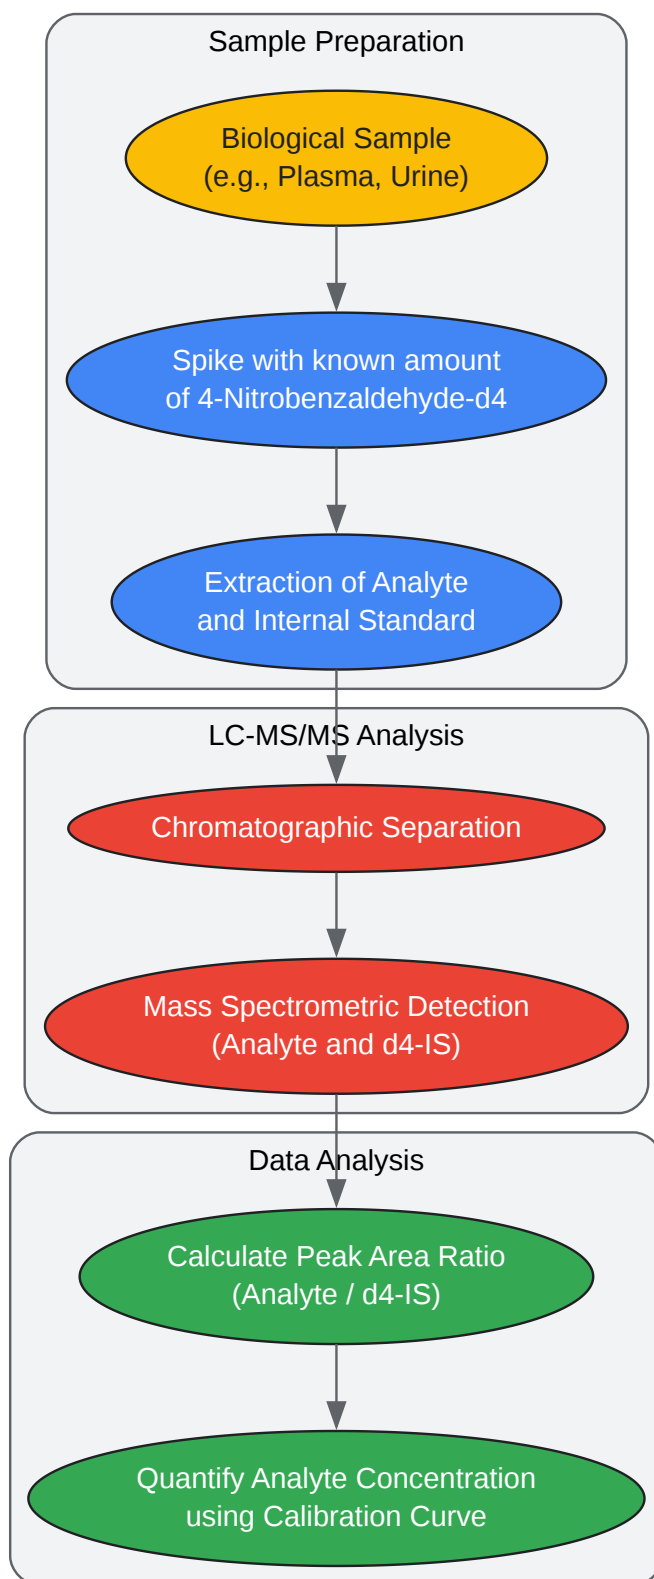 Sample Preparation
Biological Sample
(e.g., Plasma, Urine)
Spike with known amount
of 4-Nitrobenzaldehyde-d4
Extraction of Analyte
and Internal Standard
LC-MS/MS Analysis
Chromatographic Separation
Mass Spectrometric Detection
(Analyte and d4-IS)
Data Analysis
Calculate Peak Area Ratio
(Analyte / d4-IS)
Quantify Analyte Concentration
using Calibration Curve